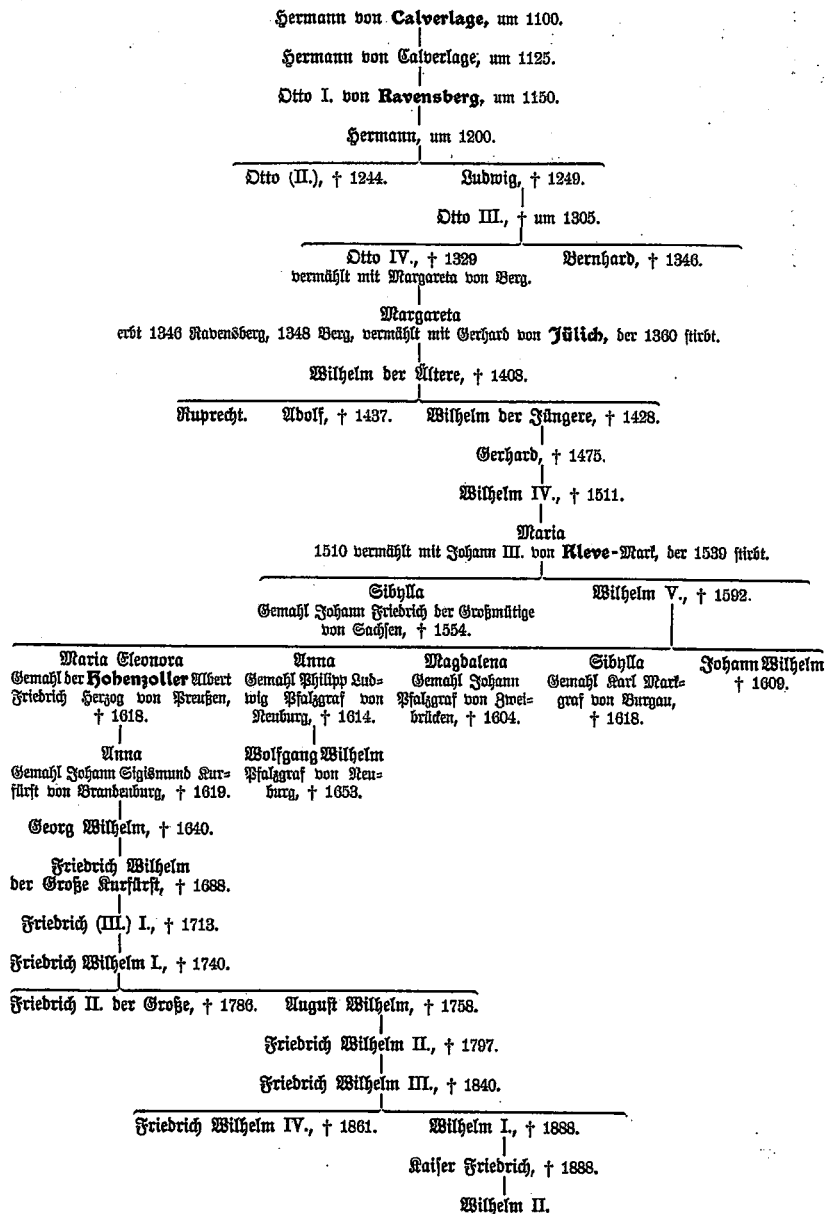 Hermann von Calverlage, um 1100.
Hermann von Calverlage, um 1125.
Otto I. von Ravensberg, um 1150.
Hermann, um 1200.
Otto (II.), † 1244. Ludwig, † 1249.
Otto III., † um 1305.
Otto IV., † 1329 Bernhard, † 1346.
vermählt mit Margareta von Berg.
Margareta
erbt 1346 Ravensberg, 1348 Berg, vermählt mit Gerhard von Jülich, der 1360 stirbt.
Wilhelm der Ältere, † 1408.
Ruprecht. Adolf, † 1437. Wilhelm der Jüngere, † 1428.
Gerhard, † 1475.
Wilhelm IV., † 1511.
Maria
1510 vermählt mit Johann III. von Kleve-Mark, der 1539 stirbt.
Sibylla Wilhelm V., † 1592.
Gemahl Johann Friedrich der Großmütige
von Sachsen, † 1554.
Maria Eleonora Anna Magdalena Sibylla Johann Wilhelm
Gemahl der Hohenzoller Albert Gemahl Philipp Lud- Gemahl Johann Gemahl Karl Mark- † 1609.
Friedrich Herzog von Preußen, wig Pfalzgraf von Pfalzgraf von Zwei- graf von Burgau,
† 1618. Neuburg, † 1614. brücken, † 1604. † 1618.
Anna Wolfgang Wilhelm
Gemahl Johann Sigismund Kur- Pfalzgraf von Neu-
fürst von Brandenburg, † 1619. burg, † 1653.
Georg Wilhelm, † 1640.
Friedrich Wilhelm
der Große Kurfürst, † 1688.
Friedrich (III.) I., † 1713.
Friedrich Wilhelm I., † 1740.
Friedrich II. der Große, † 1786. August Wilhelm, † 1758.
Friedrich Wilhelm II., † 1797.
Friedrich Wilhelm III., † 1840.
Friedrich Wilhelm IV., † 1861. Wilhelm I., † 1888.
Kaiser Friedrich, † 1888.
Wilhelm II.